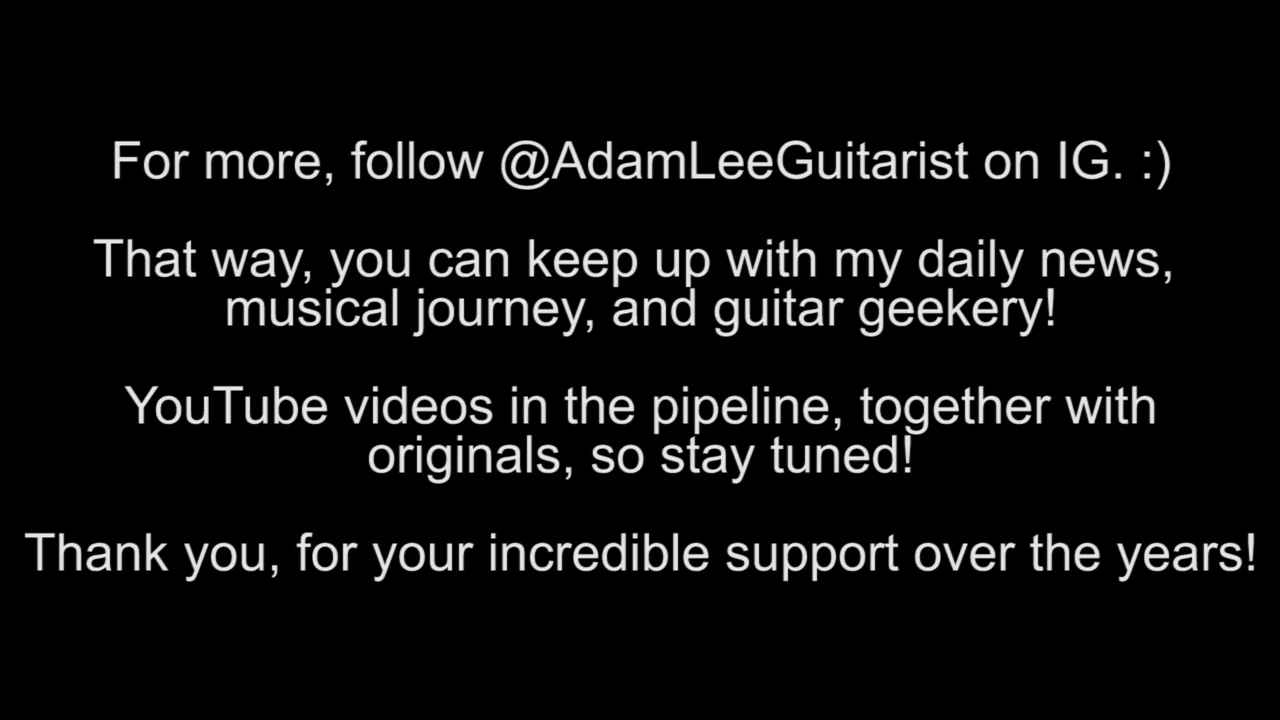 For more, follow @AdamLeeGuitarist on IG. :)
That way, you can keep up with my daily news,
musical journey, and guitar geekery!
YouTube videos in the pipeline, together with
originals, so stay tuned!
Thank you, for your incredible support over the years!